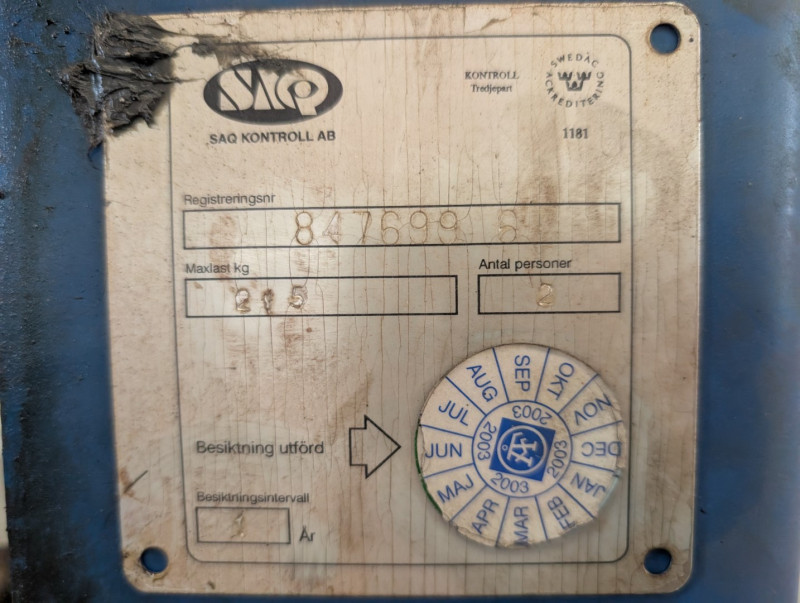 SAQ
SAQ KONTROLL AB
KONTROLL
Tredjepart
SWEDAC
ACKREDITERING
1181
Registreringsnr
847699 6
Maxlast kg
215
Antal personer
2
Besiktning utförd
JAN FEB MAR APR MAJ JUN JUL AUG SEP OKT NOV DEC
2003 2003 2003 2003
Besiktningsintervall
1 År